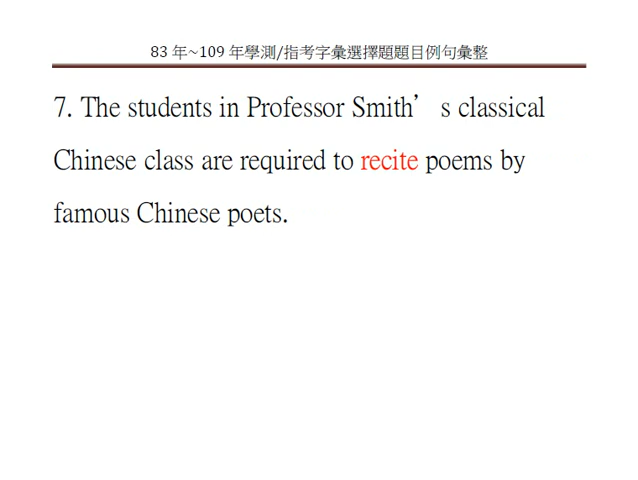 83 年~109 年學測/指考字彙選擇題題目例句彙整
7. The students in Professor Smith’s classical
Chinese class are required to recite poems by
famous Chinese poets.